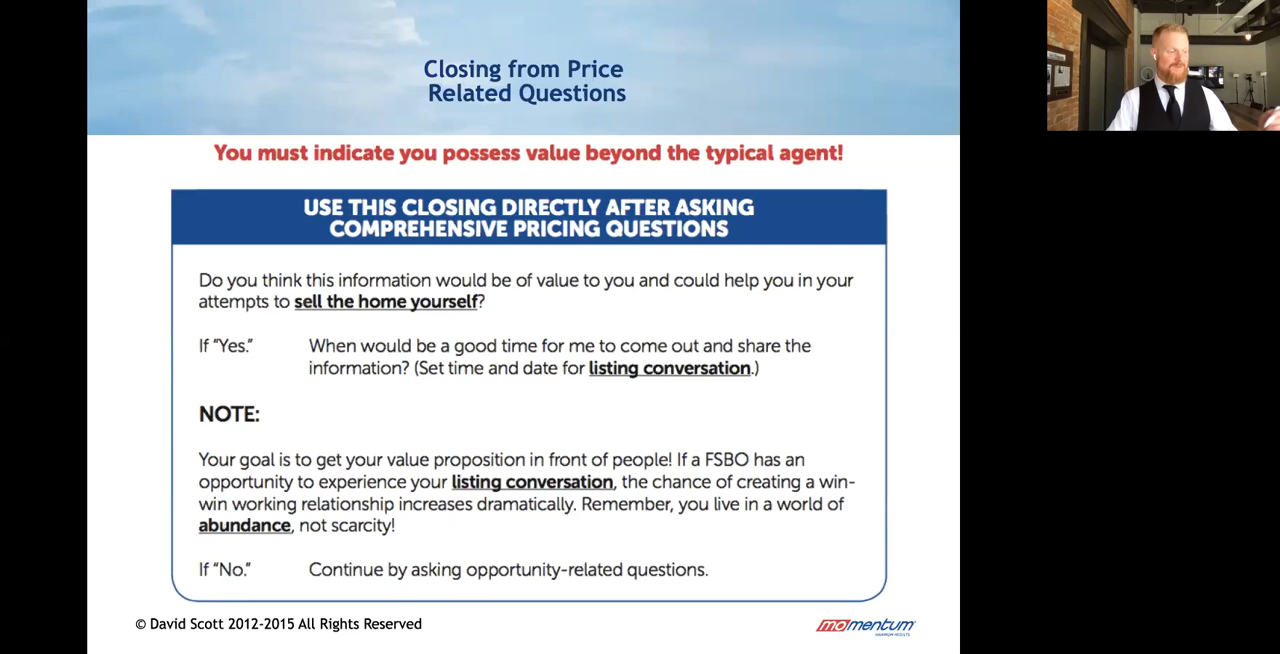 Closing from Price
Related Questions
You must indicate you possess value beyond the typical agent!
USE THIS CLOSING DIRECTLY AFTER ASKING
COMPREHENSIVE PRICING QUESTIONS
Do you think this information would be of value to you and could help you in your
attempts to sell the home yourself?
If “Yes.” When would be a good time for me to come out and share the
information? (Set time and date for listing conversation.)
NOTE:
Your goal is to get your value proposition in front of people! If a FSBO has an
opportunity to experience your listing conversation, the chance of creating a win-
win working relationship increases dramatically. Remember, you live in a world of
abundance, not scarcity!
If “No.” Continue by asking opportunity-related questions.
© David Scott 2012-2015 All Rights Reserved
momentum